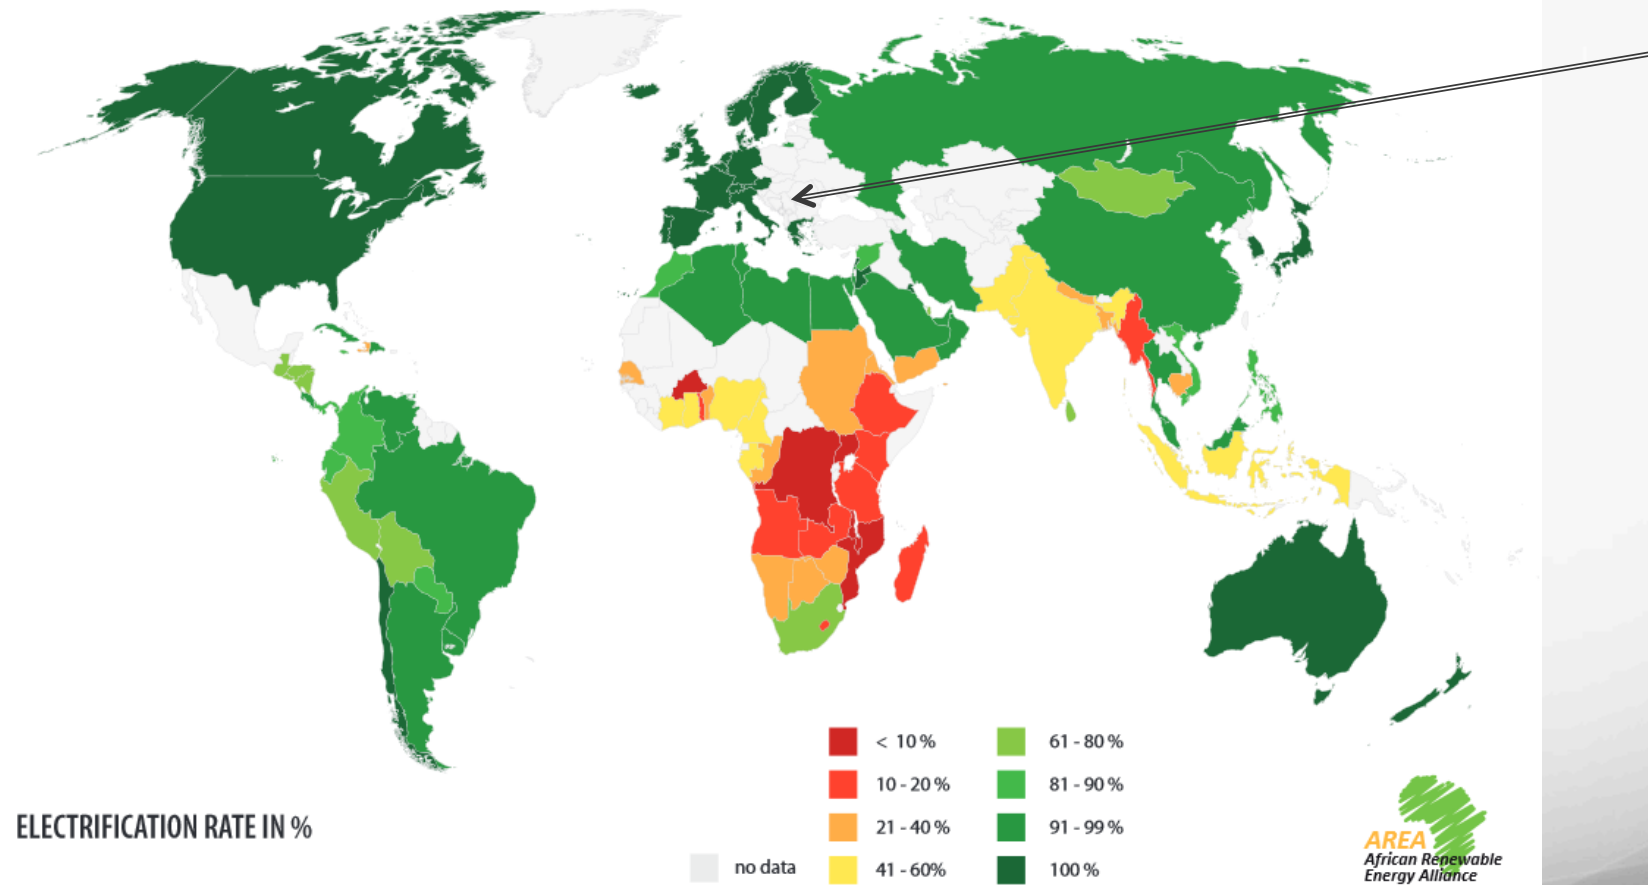 ELECTRIFICATION RATE IN %
no data
< 10 %
10 - 20 %
21 - 40 %
41 - 60%
61 - 80 %
81 - 90 %
91 - 99 %
100 %
AREA
African Renewable
Energy Alliance